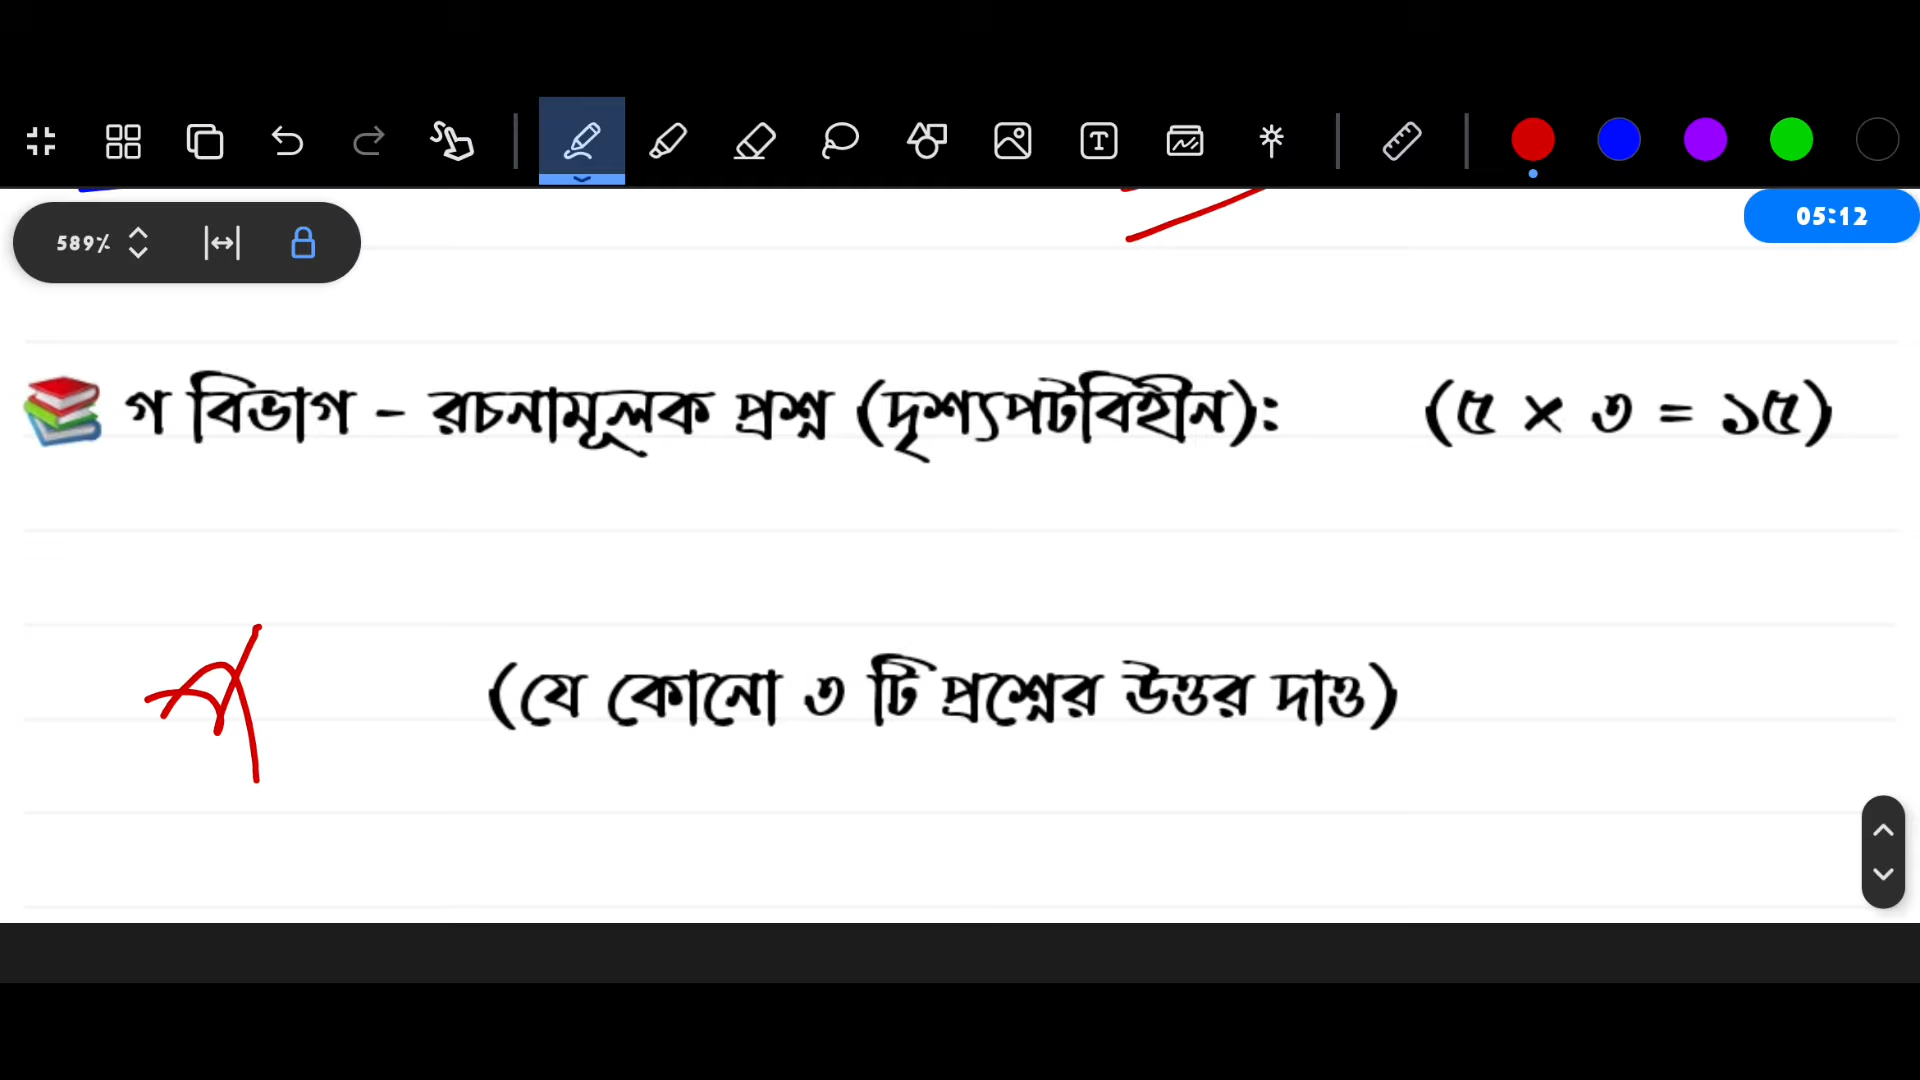 589%
05:12
গ বিভাগ - রচনামূলক প্রশ্ন (দৃশ্যপটবিহীন): (৫ × ৩ = ১৫)
(যে কোনো ৩ টি প্রশ্নের উত্তর দাও)